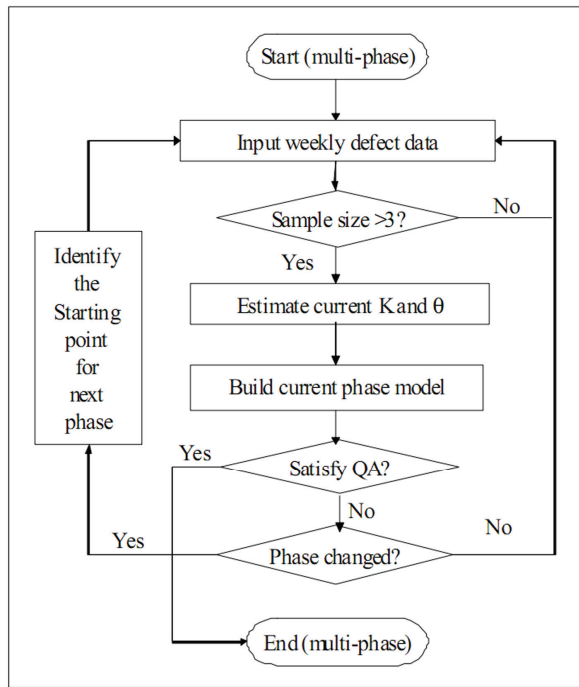 Start (multi-phase)
Input weekly defect data
No
Sample size >3?
Identify
the
Starting
point
for
next
phase
Yes
Estimate current K and θ
Build current phase model
Yes
Satisfy QA?
No
No
Yes
Phase changed?
End (multi-phase)